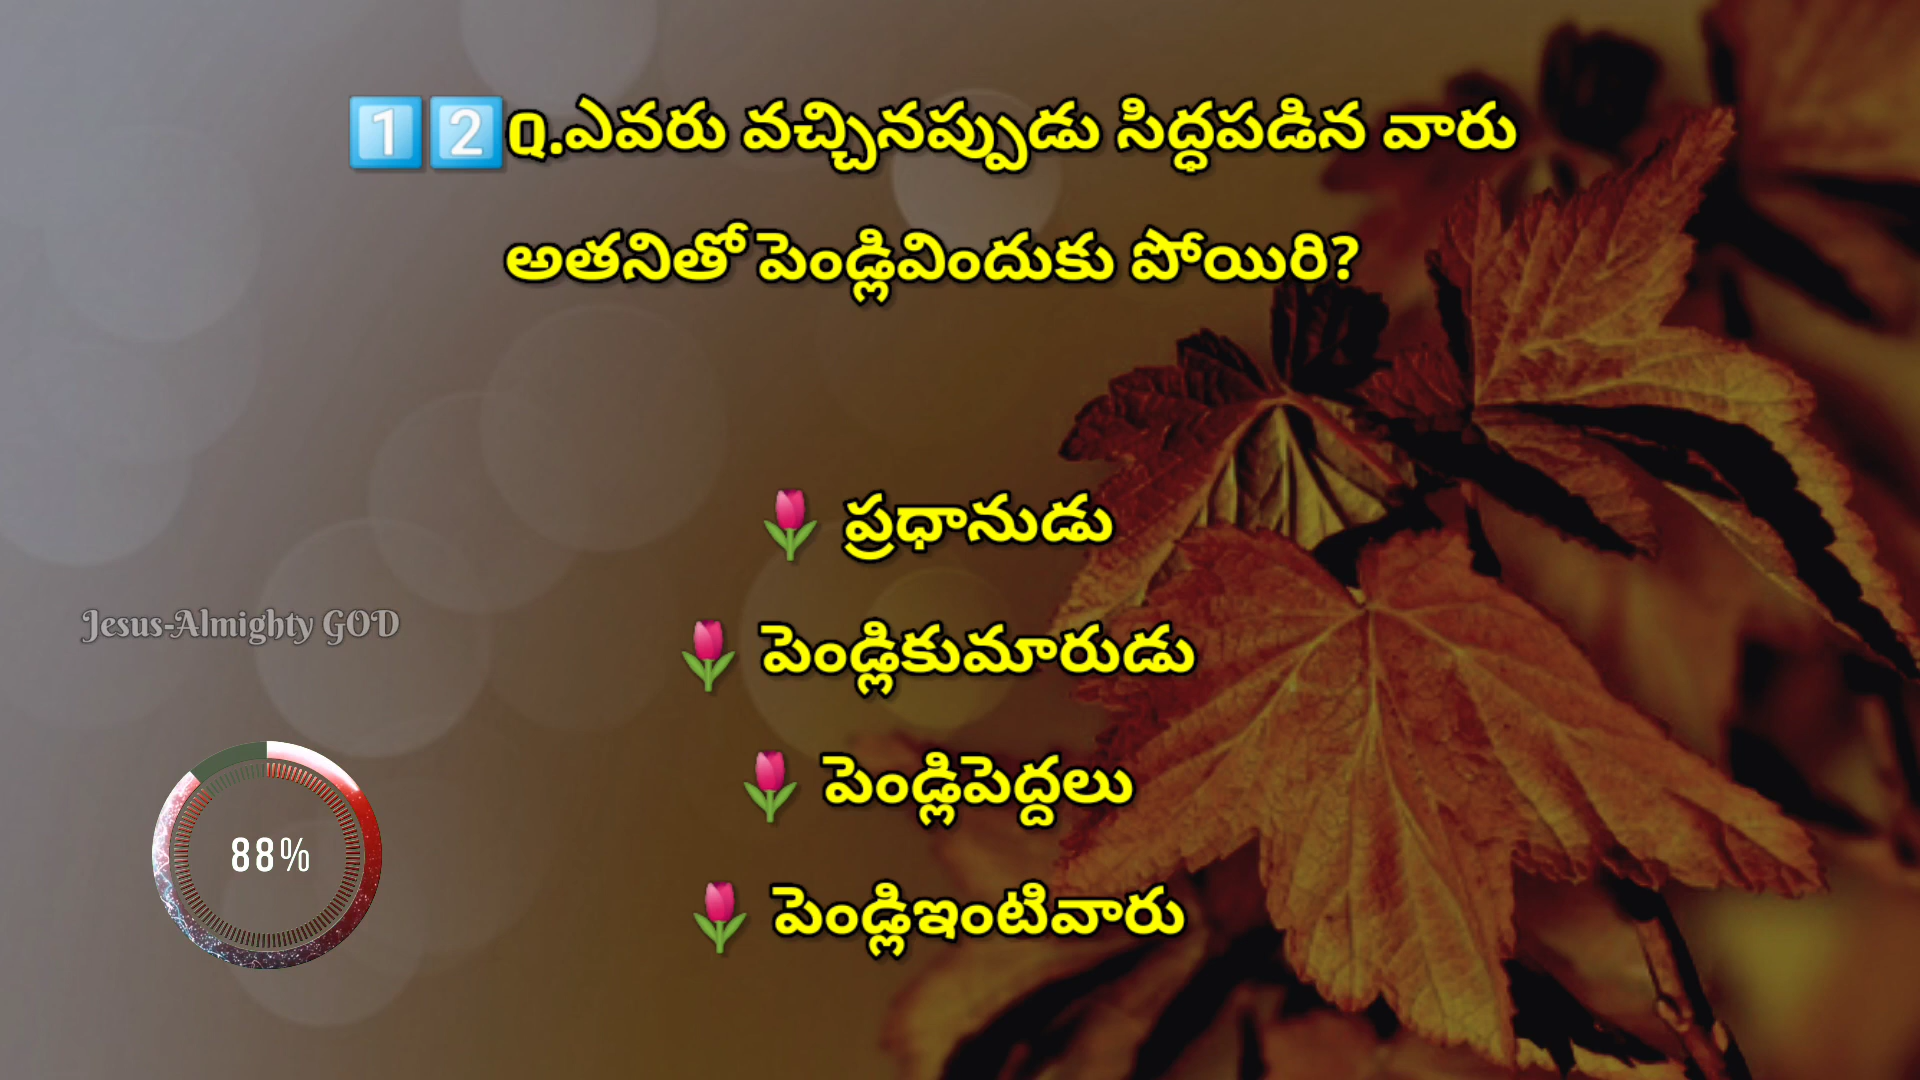 1️⃣2️⃣Q.ఎవరు వచ్చినప్పుడు సిద్ధపడిన వారు
అతనితో పెండ్లివిందుకు పోయిరి?
🌷 ప్రధానుడు
🌷 పెండ్లికుమారుడు
Jesus-Almighty GOD
🌷 పెండ్లిపెద్దలు
88%
🌷 పెండ్లిఇంటివారు